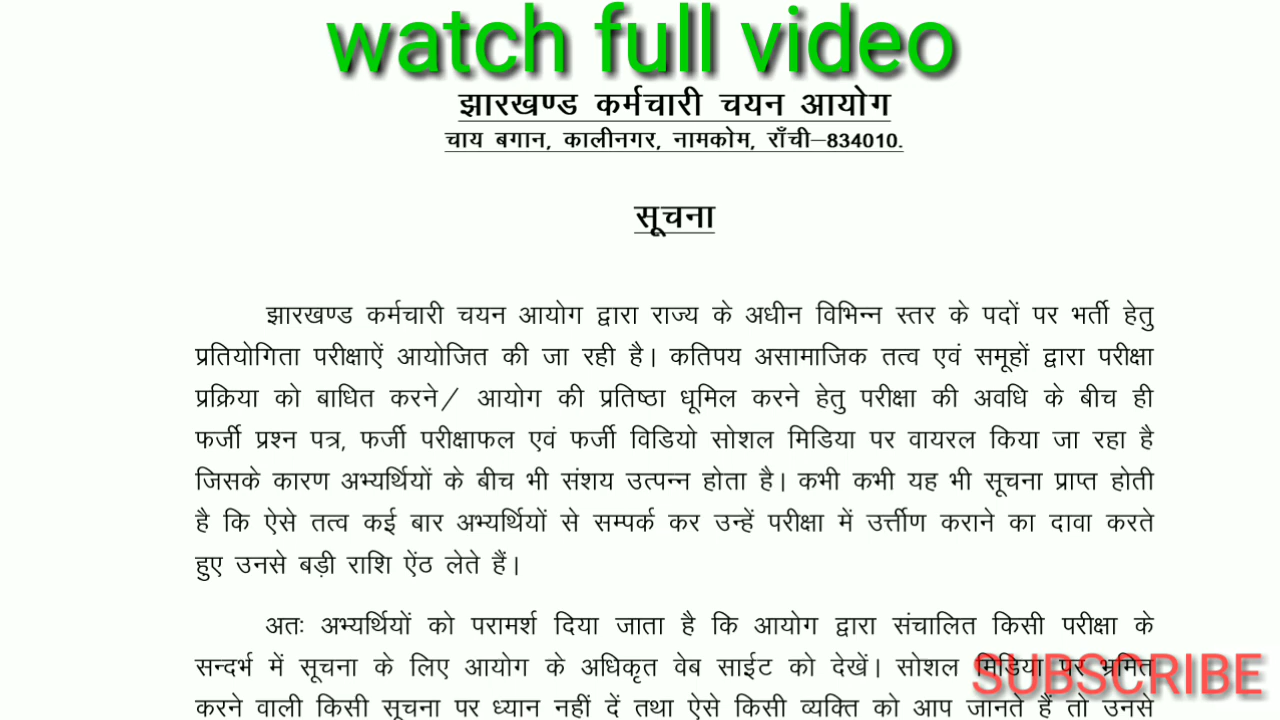 watch full video
झारखण्ड कर्मचारी चयन आयोग
चाय बगान, कालीनगर, नामकोम, राँची–834010.
सूचना
झारखण्ड कर्मचारी चयन आयोग द्वारा राज्य के अधीन विभिन्न स्तर के पदों पर भर्ती हेतु
प्रतियोगिता परीक्षाऐं आयोजित की जा रही है। कतिपय असामाजिक तत्व एवं समूहों द्वारा परीक्षा
प्रक्रिया को बाधित करने/ आयोग की प्रतिष्ठा धूमिल करने हेतु परीक्षा की अवधि के बीच ही
फर्जी प्रश्न पत्र, फर्जी परीक्षाफल एवं फर्जी विडियो सोशल मिडिया पर वायरल किया जा रहा है
जिसके कारण अभ्यर्थियों के बीच भी संशय उत्पन्न होता है। कभी कभी यह भी सूचना प्राप्त होती
है कि ऐसे तत्व कई बार अभ्यर्थियों से सम्पर्क कर उन्हें परीक्षा में उर्त्तीण कराने का दावा करते
हुए उनसे बड़ी राशि ऐंठ लेते हैं।
अतः अभ्यर्थियों को परामर्श दिया जाता है कि आयोग द्वारा संचालित किसी परीक्षा के
सन्दर्भ में सूचना के लिए आयोग के अधिकृत वेब साईट को देखें। सोशल मिडिया पर भ्रमित
करने वाली किसी सूचना पर ध्यान नहीं दें तथा ऐसे किसी व्यक्ति को आप जानते हैं तो उनसे
SUBSCRIBE